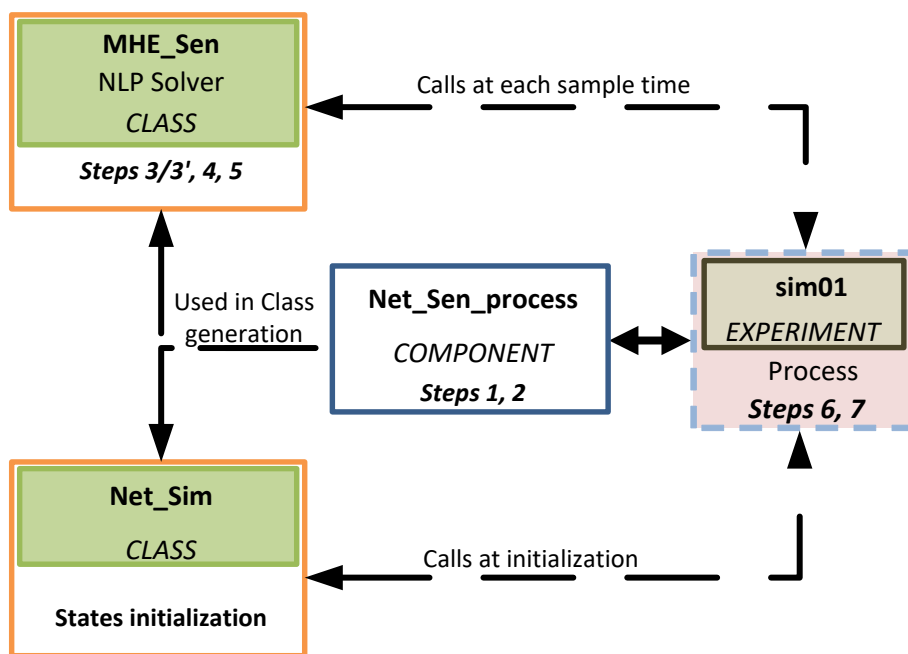 MHE_Sen
NLP Solver
CLASS
Steps 3/3', 4, 5
Calls at each sample time
Used in Class
generation
Net_Sen_process
COMPONENT
Steps 1, 2
sim01
EXPERIMENT
Process
Steps 6, 7
Net_Sim
CLASS
States initialization
Calls at initialization